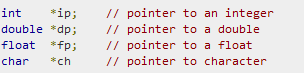 int    *ip;    // pointer to an integer
double *dp;    // pointer to a double
float  *fp;    // pointer to a float
char   *ch     // pointer to character